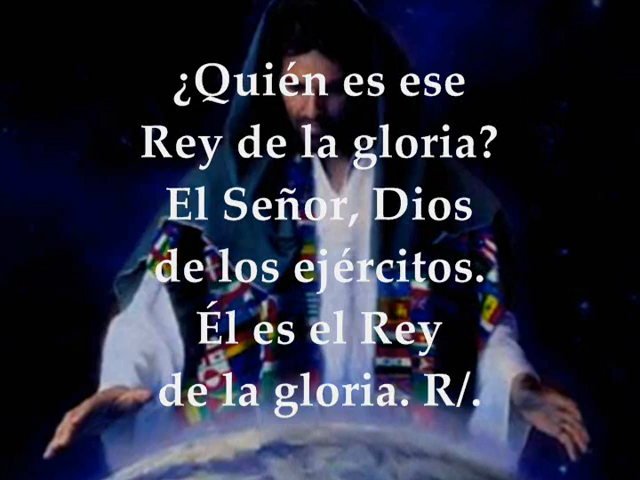 ¿Quién es ese
Rey de la gloria?
El Señor, Dios
de los ejércitos.
Él es el Rey
de la gloria. R/.